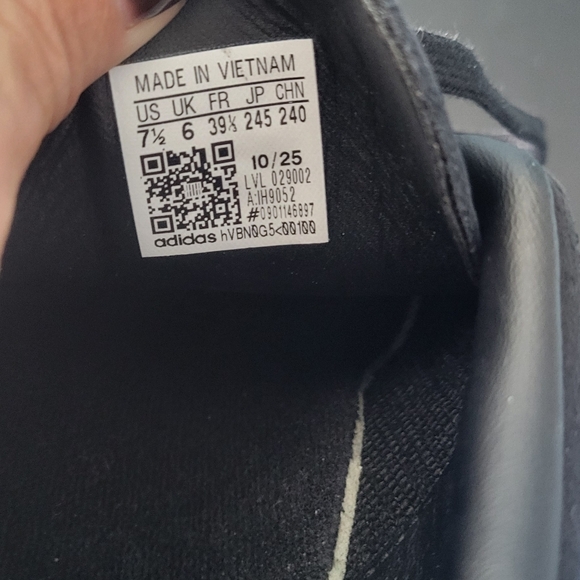 MADE IN VIETNAM
US UK FR JP CHN
7½ 6 39⅓ 245 240
10/25
LVL 029002
A:IH9052
#0901146897
adidas hVBN0G5<00100